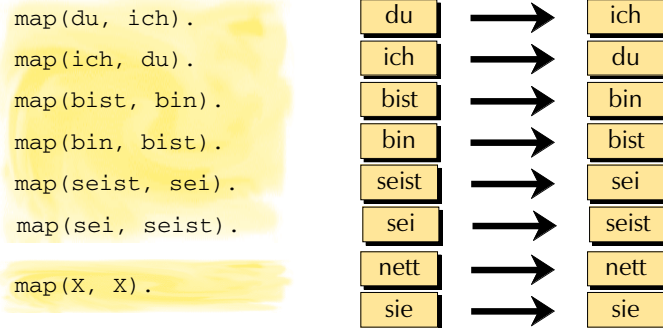 map(du, ich). du ich
map(ich, du). ich du
map(bist, bin). bist bin
map(bin, bist). bin bist
map(seist, sei). seist sei
map(sei, seist). sei seist
map(X, X). nett nett
sie sie